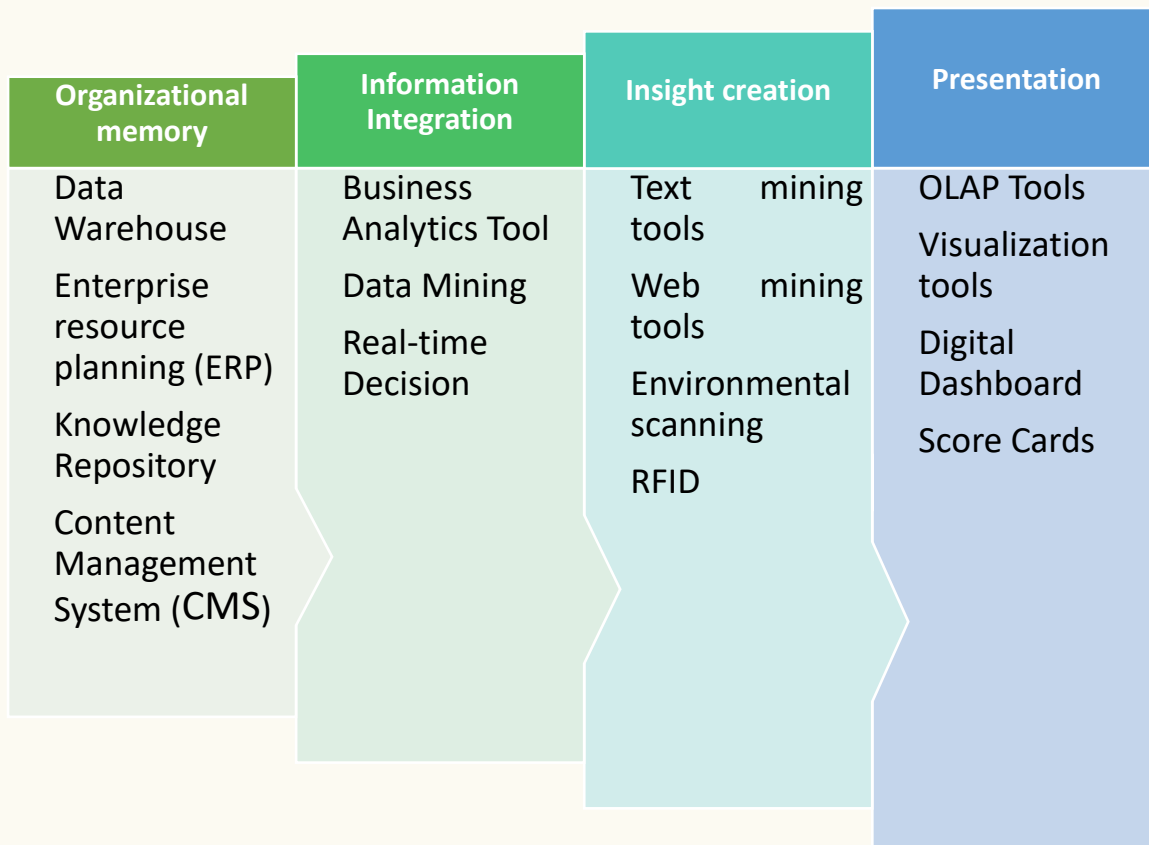 Organizational
memory
Data
Warehouse
Enterprise
resource
planning (ERP)
Knowledge
Repository
Content
Management
System (CMS)
Information
Integration
Business
Analytics Tool
Data Mining
Real-time
Decision
Insight creation
Text mining
tools
Web mining
tools
Environmental
scanning
RFID
Presentation
OLAP Tools
Visualization
tools
Digital
Dashboard
Score Cards